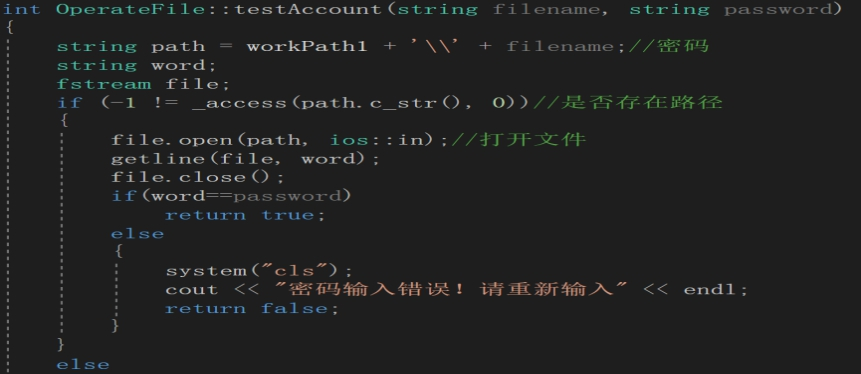 int OperateFile::testAccount(string filename, string password)
{
string path = workPath1 + '\\' + filename;//密码
string word;
fstream file;
if (-1 != _access(path.c_str(), 0))//是否存在路径
{
file.open(path, ios::in);//打开文件
getline(file, word);
file.close();
if(word==password)
return true;
else
{
system("cls");
cout << "密码输入错误! 请重新输入" << endl;
return false;
}
}
else